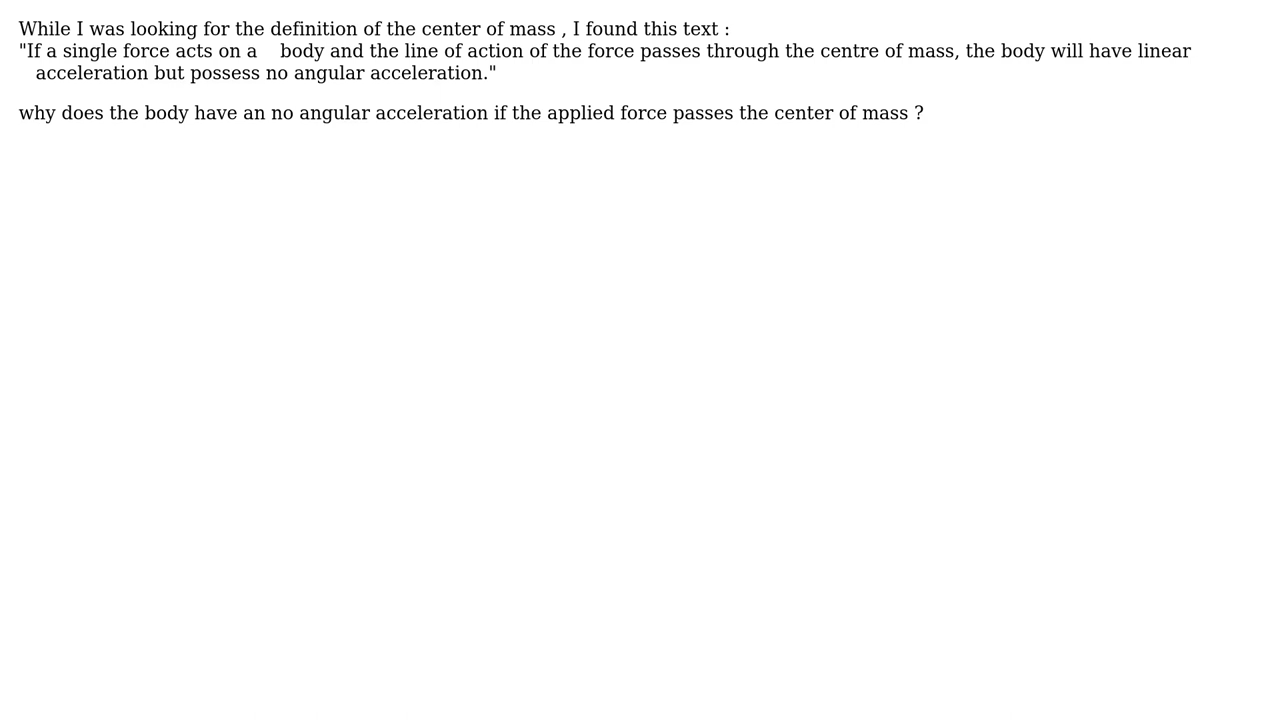 While I was looking for the definition of the center of mass , I found this text :
"If a single force acts on a    body and the line of action of the force passes through the centre of mass, the body will have linear
acceleration but possess no angular acceleration."
why does the body have an no angular acceleration if the applied force passes the center of mass ?